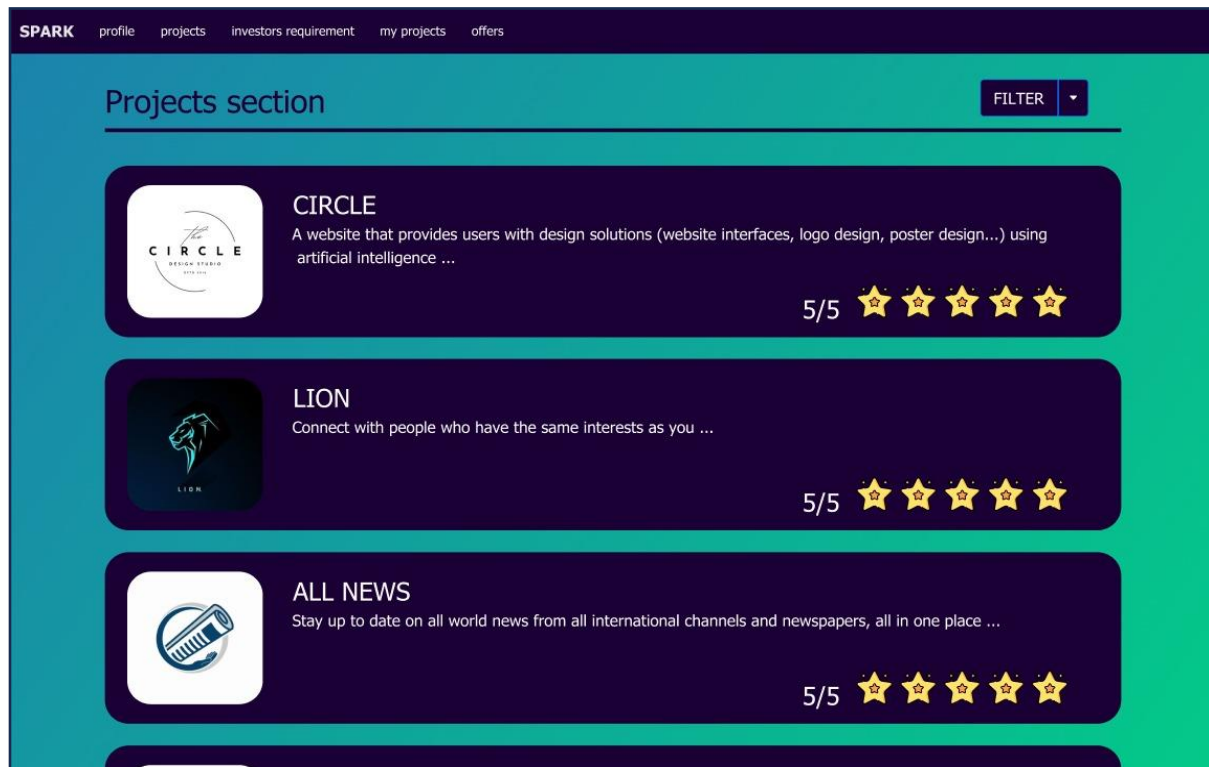 SPARK profile projects investors requirement my projects offers
Projects section
FILTER
the
CIRCLE
DESIGN STUDIO
CIRCLE
A website that provides users with design solutions (website interfaces, logo design, poster design...) using
artificial intelligence ...
5/5
LION
LION
Connect with people who have the same interests as you ...
5/5
ALL NEWS
Stay up to date on all world news from all international channels and newspapers, all in one place ...
5/5